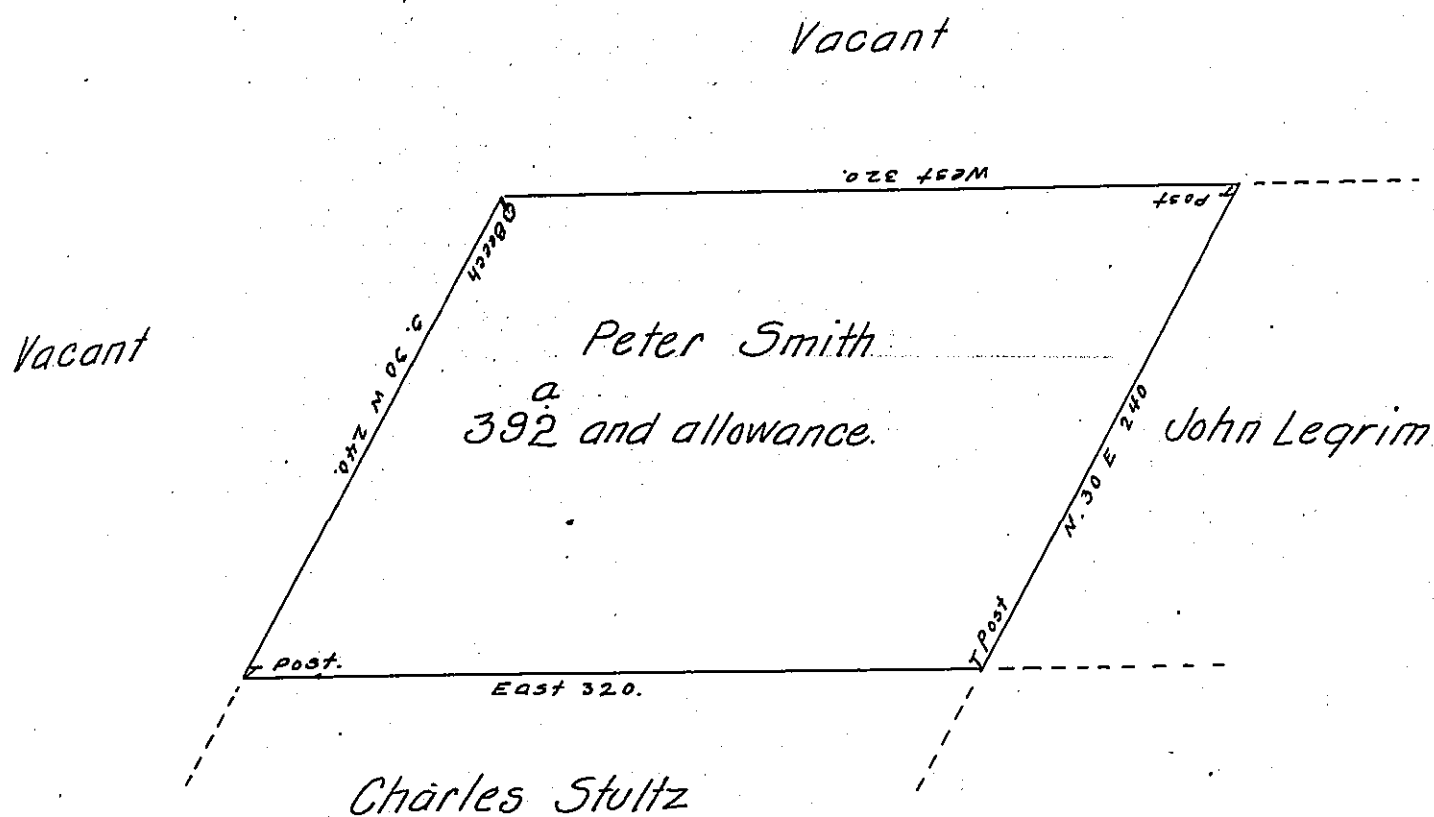 Vacant
West 320.
Post
Beech
S. 30 W 240.
Vacant
Peter Smith
a
392 and allowance.
N. 30 E 240
John Legrim
Post
Post.
East 320.
Charles Stultz